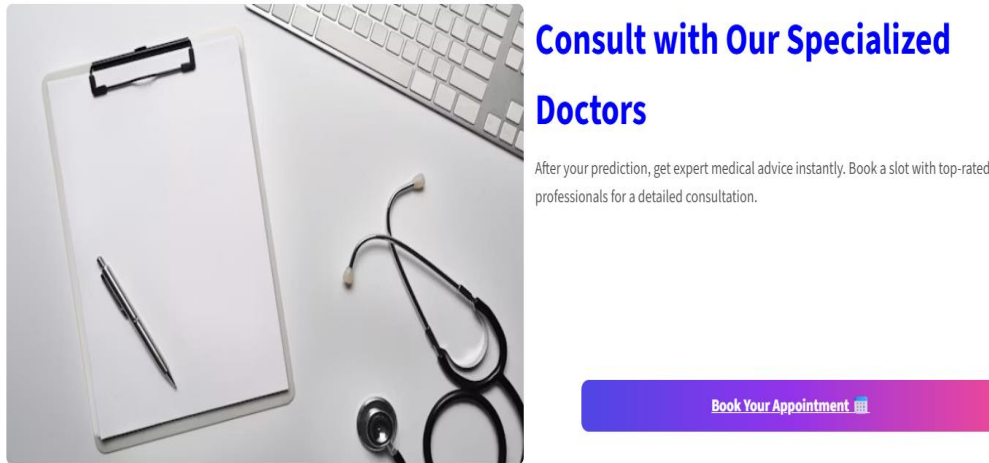 Consult with Our Specialized
Doctors
After your prediction, get expert medical advice instantly. Book a slot with top-rated
professionals for a detailed consultation.
Book Your Appointment